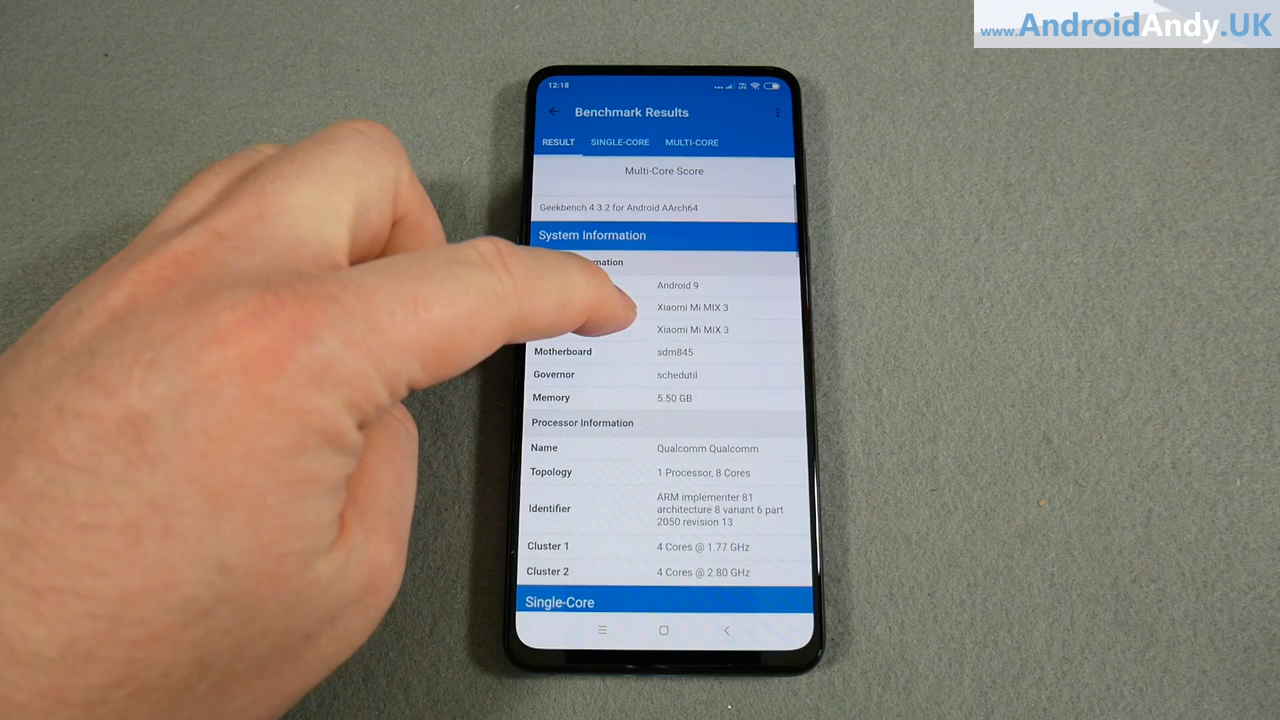 www.AndroidAndy.UK
12:18
Benchmark Results
RESULT SINGLE-CORE MULTI-CORE
Multi-Core Score
Geekbench 4.3.2 for Android AArch64
System Information
mation
Android 9
Xiaomi Mi MIX 3
Xiaomi Mi MIX 3
Motherboard sdm845
Governor schedutil
Memory 5.50 GB
Processor Information
Name Qualcomm Qualcomm
Topology 1 Processor, 8 Cores
Identifier ARM implementer 81
architecture 8 variant 6 part
2050 revision 13
Cluster 1 4 Cores @ 1.77 GHz
Cluster 2 4 Cores @ 2.80 GHz
Single-Core